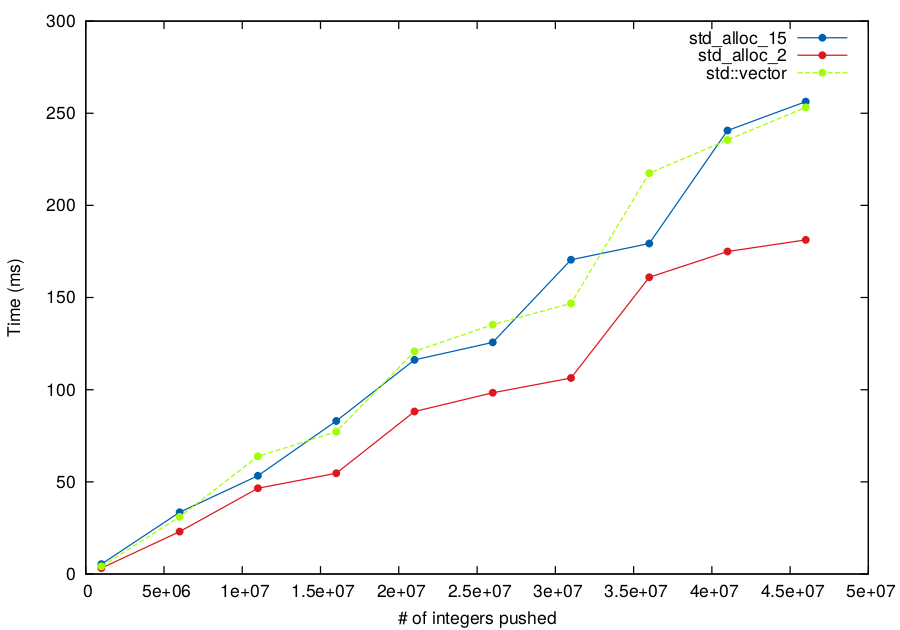 300
250
200
150
100
50
0
Time (ms)
std_alloc_15
std_alloc_2
std::vector
0 5e+06 1e+07 1.5e+07 2e+07 2.5e+07 3e+07 3.5e+07 4e+07 4.5e+07 5e+07
# of integers pushed